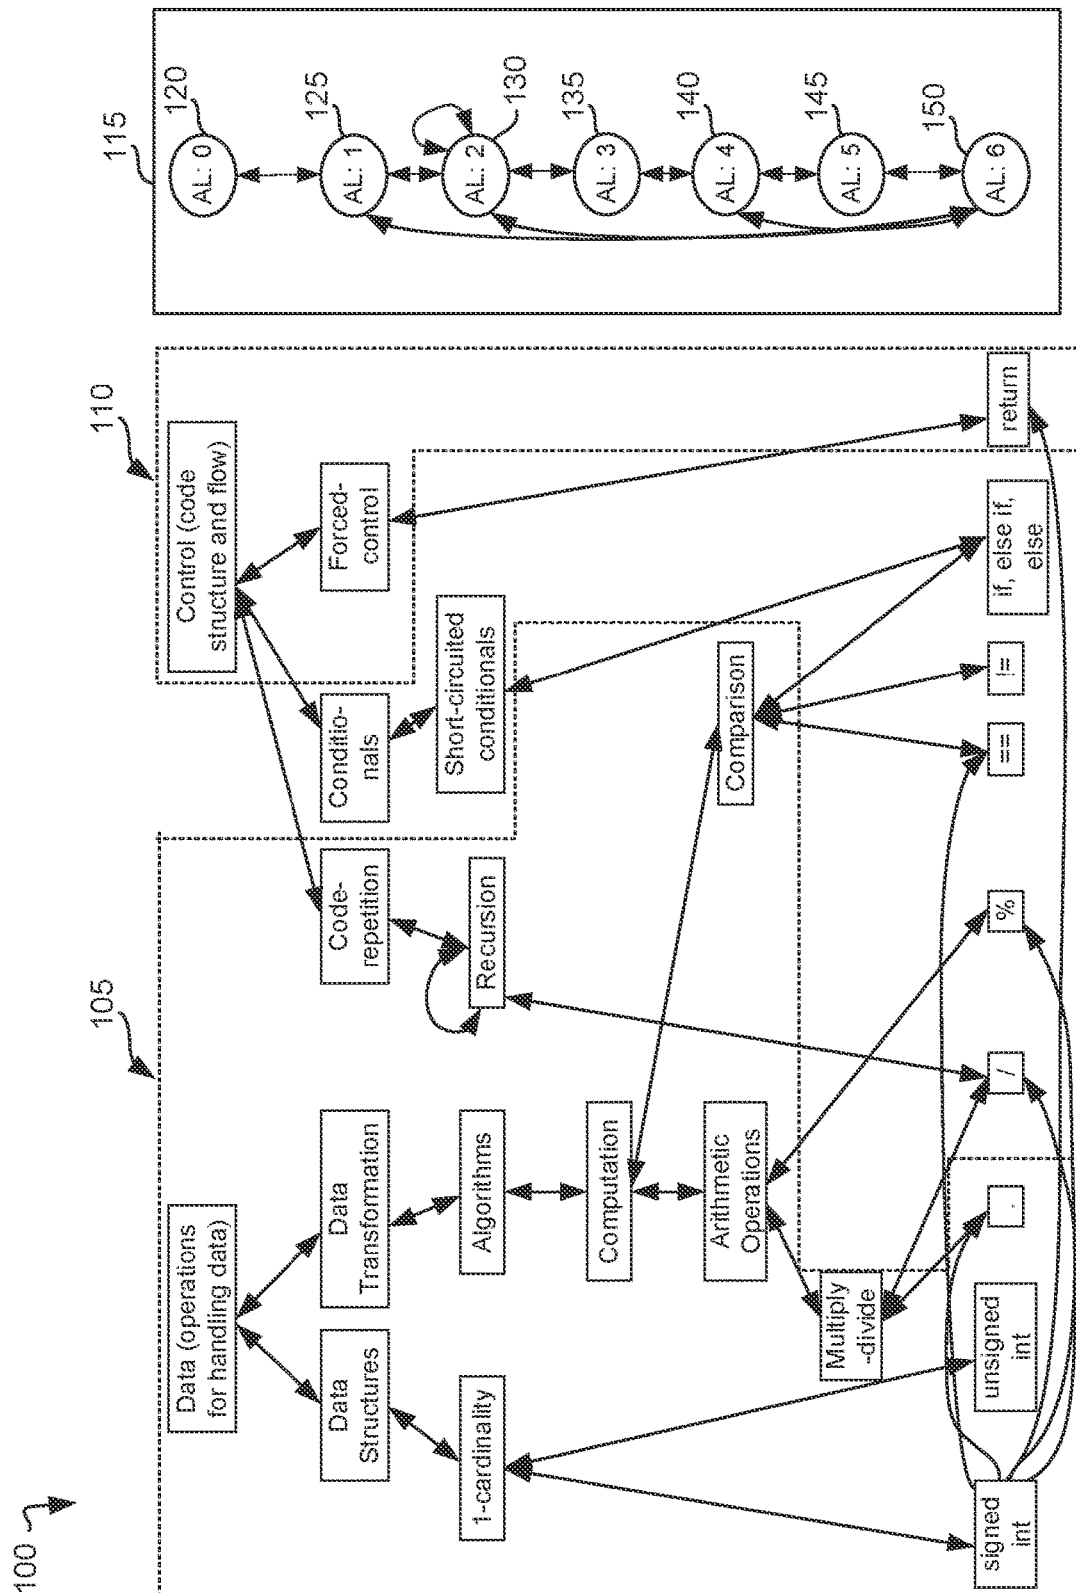 100
105
110
115
Data (operations
for handling data)
Control (code
structure and flow)
AL: 0
120
Data
Structures
Data
Transformation
Code-
repetition
Conditio-
nals
Forced-
control
AL: 1
125
1-cardinality
Algorithms
Recursion
Short-circuited
conditionals
AL: 2
130
Computation
AL: 3
135
Arithmetic
Operations
Comparison
AL: 4
140
Multiply
-divide
AL: 5
145
signed
int
unsigned
int
.
/
%
==
!=
if, else if,
else
return
AL: 6
150